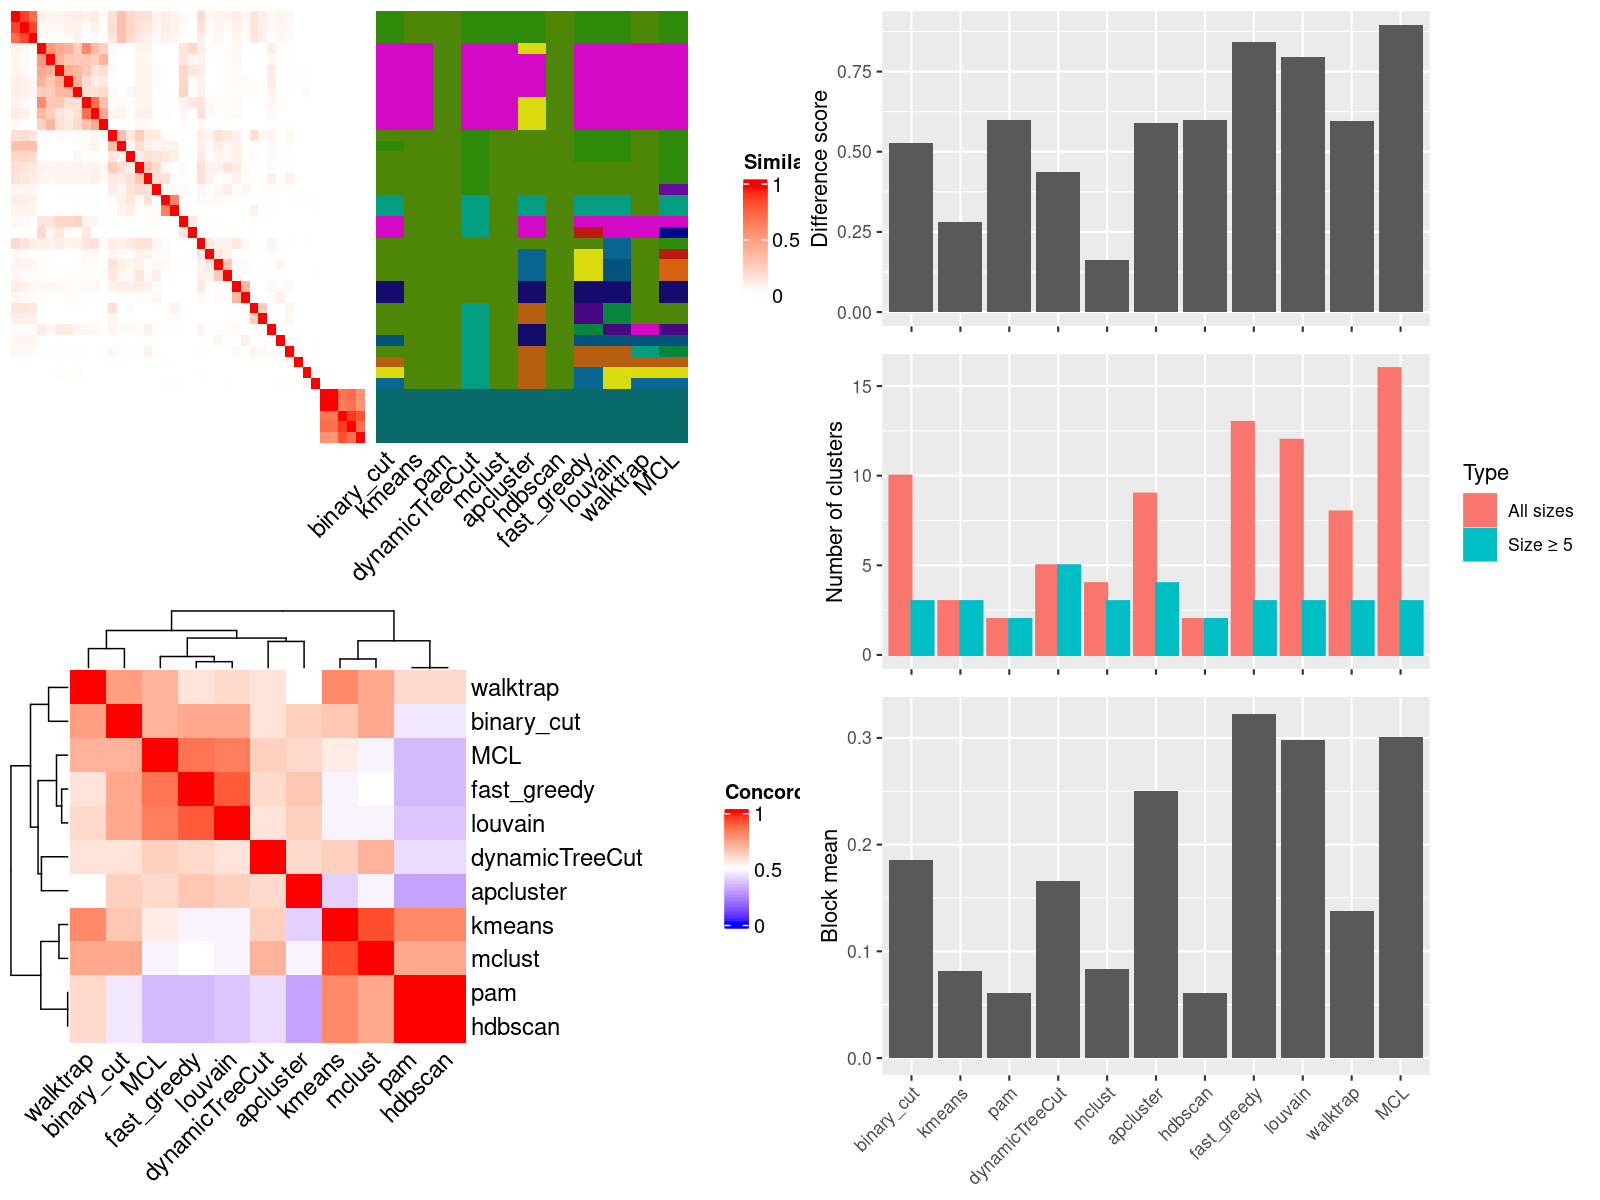 Simila
1
0.5
0
binary_cut
kmeans
pam
dynamicTreeCut
mclust
apcluster
hdbscan
fast_greedy
louvain
walktrap
MCL
walktrap
binary_cut
MCL
fast_greedy
louvain
dynamicTreeCut
apcluster
kmeans
mclust
pam
hdbscan
walktrap
binary_cut
MCL
fast_greedy
louvain
dynamicTreeCut
apcluster
kmeans
mclust
pam
hdbscan
Concord
1
0.5
0
Difference score
0.75
0.50
0.25
0.00
Number of clusters
15
10
5
0
Type
All sizes
Size ≥ 5
Block mean
0.3
0.2
0.1
0.0
binary_cut
kmeans
pam
dynamicTreeCut
mclust
apcluster
hdbscan
fast_greedy
louvain
walktrap
MCL